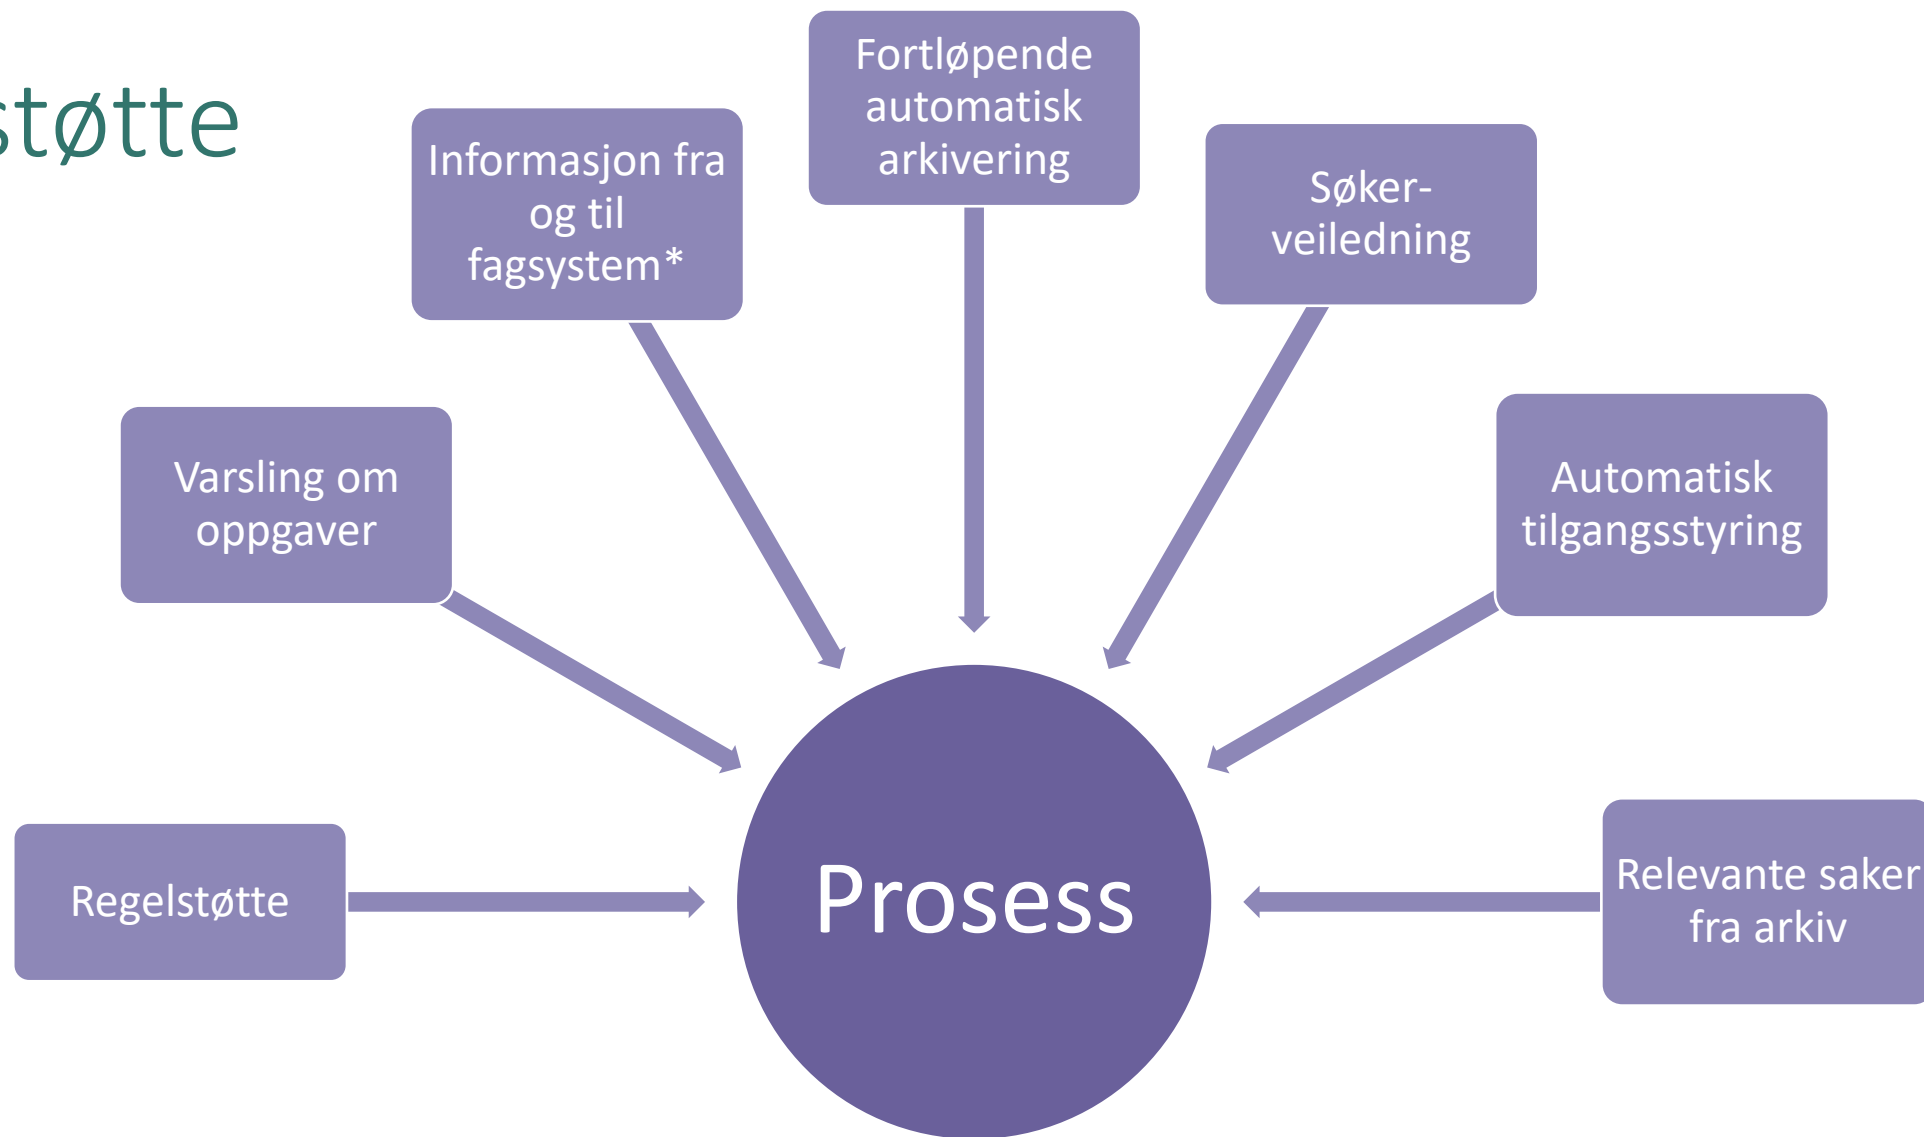 støtte
Fortløpende
automatisk
arkivering
Informasjon fra
og til
fagsystem*
Søker-
veiledning
Varsling om
oppgaver
Automatisk
tilgangsstyring
Regelstøtte
Prosess
Relevante saker
fra arkiv